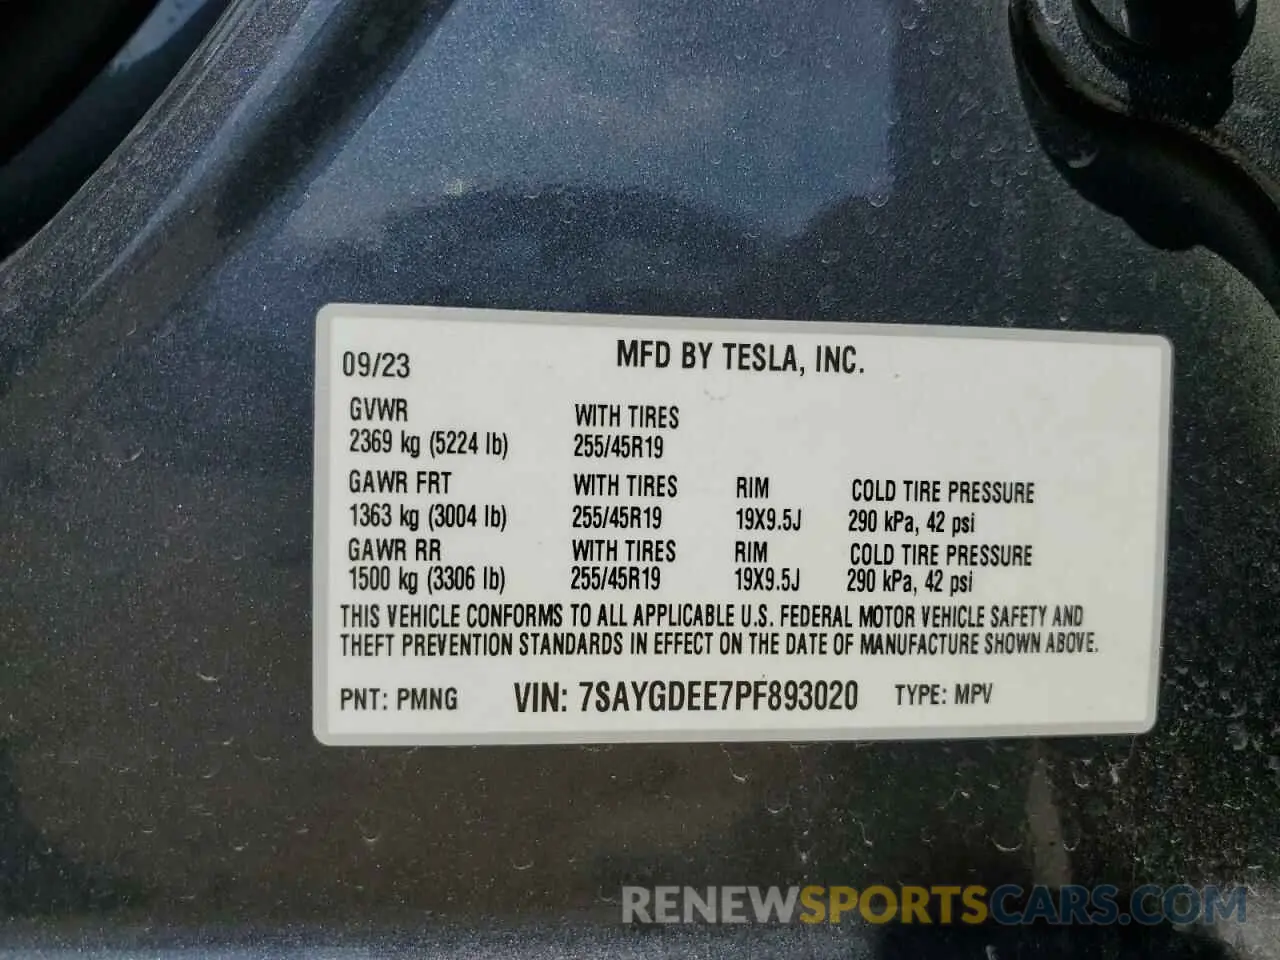 MFD BY TESLA, INC.
09/23
GVWR WITH TIRES
2369 kg (5224 lb) 255/45R19
GAWR FRT WITH TIRES RIM COLD TIRE PRESSURE
1363 kg (3004 lb) 255/45R19 19X9.5J 290 kPa, 42 psi
GAWR RR WITH TIRES RIM COLD TIRE PRESSURE
1500 kg (3306 lb) 255/45R19 19X9.5J 290 kPa, 42 psi
THIS VEHICLE CONFORMS TO ALL APPLICABLE U.S. FEDERAL MOTOR VEHICLE SAFETY AND
THEFT PREVENTION STANDARDS IN EFFECT ON THE DATE OF MANUFACTURE SHOWN ABOVE.
PNT: PMNG VIN: 7SAYGDEE7PF893020 TYPE: MPV
RENEWSPORTSCARS.COM